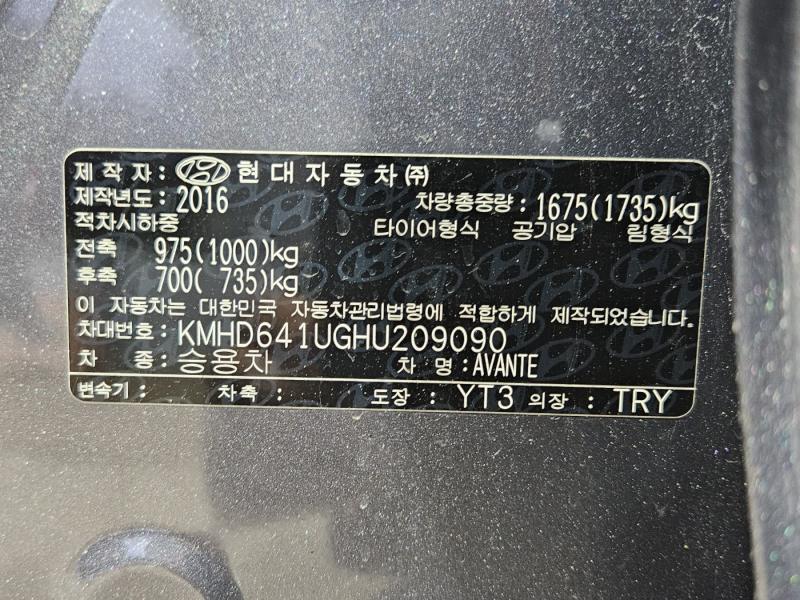 제 작 자 : 현 대 자 동 차 ㈜
제작년도: 2016 차량총중량: 1675(1735)kg
적차시하중 타이어형식 공기압 림형식
전축 975(1000)kg
후축 700( 735)kg
이 자동차는 대한민국 자동차관리법령에 적합하게 제작되었습니다.
차대번호: KMHD641UGHU209090
차 종: 승용차 차 명: AVANTE
변속기: 차축 : 도장 : YT3 의장 : TRY